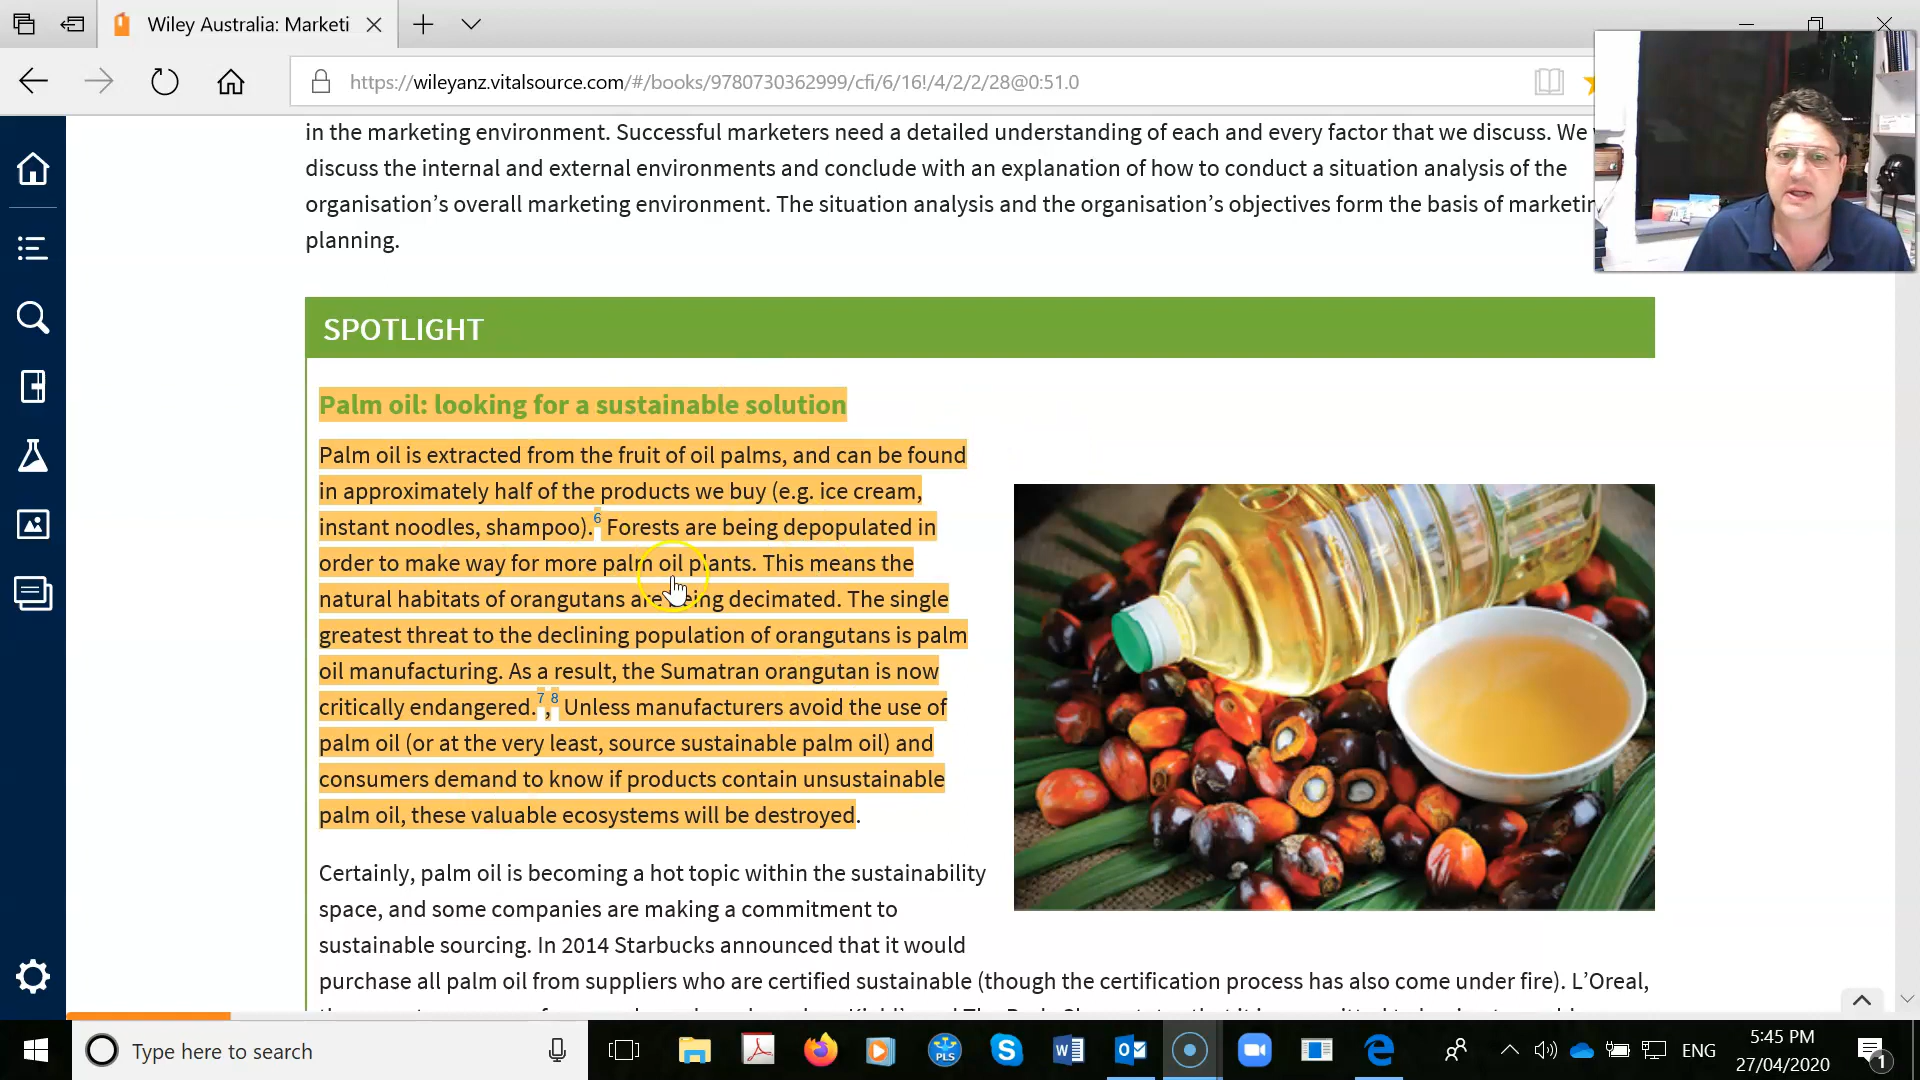 Wiley Australia: Marketi
https://wileyanz.vitalsource.com/#/books/9780730362999/cfi/6/16!/4/2/2/28@0:51.0
in the marketing environment. Successful marketers need a detailed understanding of each and every factor that we discuss. We
discuss the internal and external environments and conclude with an explanation of how to conduct a situation analysis of the
organisation’s overall marketing environment. The situation analysis and the organisation’s objectives form the basis of marketin
planning.
SPOTLIGHT
Palm oil: looking for a sustainable solution
Palm oil is extracted from the fruit of oil palms, and can be found
in approximately half of the products we buy (e.g. ice cream,
instant noodles, shampoo).6 Forests are being depopulated in
order to make way for more palm oil plants. This means the
natural habitats of orangutans are being decimated. The single
greatest threat to the declining population of orangutans is palm
oil manufacturing. As a result, the Sumatran orangutan is now
critically endangered.7,8 Unless manufacturers avoid the use of
palm oil (or at the very least, source sustainable palm oil) and
consumers demand to know if products contain unsustainable
palm oil, these valuable ecosystems will be destroyed.
Certainly, palm oil is becoming a hot topic within the sustainability
space, and some companies are making a commitment to
sustainable sourcing. In 2014 Starbucks announced that it would
purchase all palm oil from suppliers who are certified sustainable (though the certification process has also come under fire). L’Oreal,
Type here to search
PLS
ENG
5:45 PM
27/04/2020
1